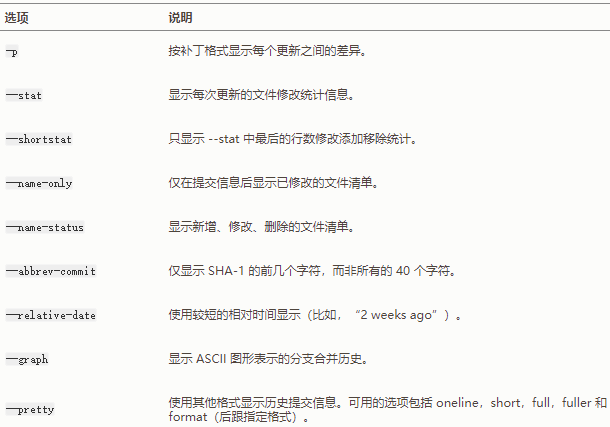 选项 说明
-p 按补丁格式显示每个更新之间的差异。
--stat 显示每次更新的文件修改统计信息。
--shortstat 只显示 --stat 中最后的行数修改添加移除统计。
--name-only 仅在提交信息后显示已修改的文件清单。
--name-status 显示新增、修改、删除的文件清单。
--abbrev-commit 仅显示 SHA-1 的前几个字符，而非所有的 40 个字符。
--relative-date 使用较短的相对时间显示（比如，“2 weeks ago”）。
--graph 显示 ASCII 图形表示的分支合并历史。
--pretty 使用其他格式显示历史提交信息。可用的选项包括 oneline，short，full，fuller 和
format（后跟指定格式）。